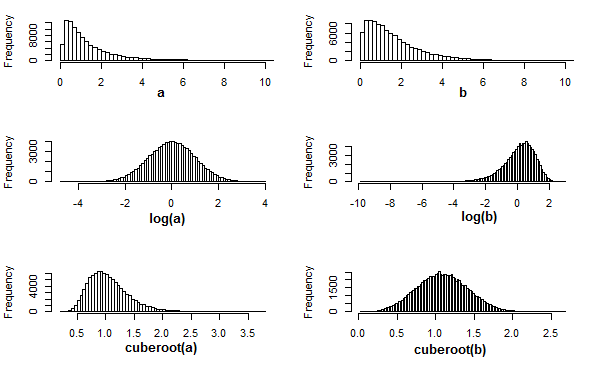 Frequency
0 8000
0 2 4 6 8 10
a
Frequency
0 6000
0 2 4 6 8 10
b
Frequency
0 3000
-4 -2 0 2 4
log(a)
Frequency
0 3000
-10 -8 -6 -4 -2 0 2
log(b)
Frequency
0 4000
0.5 1.0 1.5 2.0 2.5 3.0 3.5
cuberoot(a)
Frequency
0 1500
0.0 0.5 1.0 1.5 2.0 2.5
cuberoot(b)